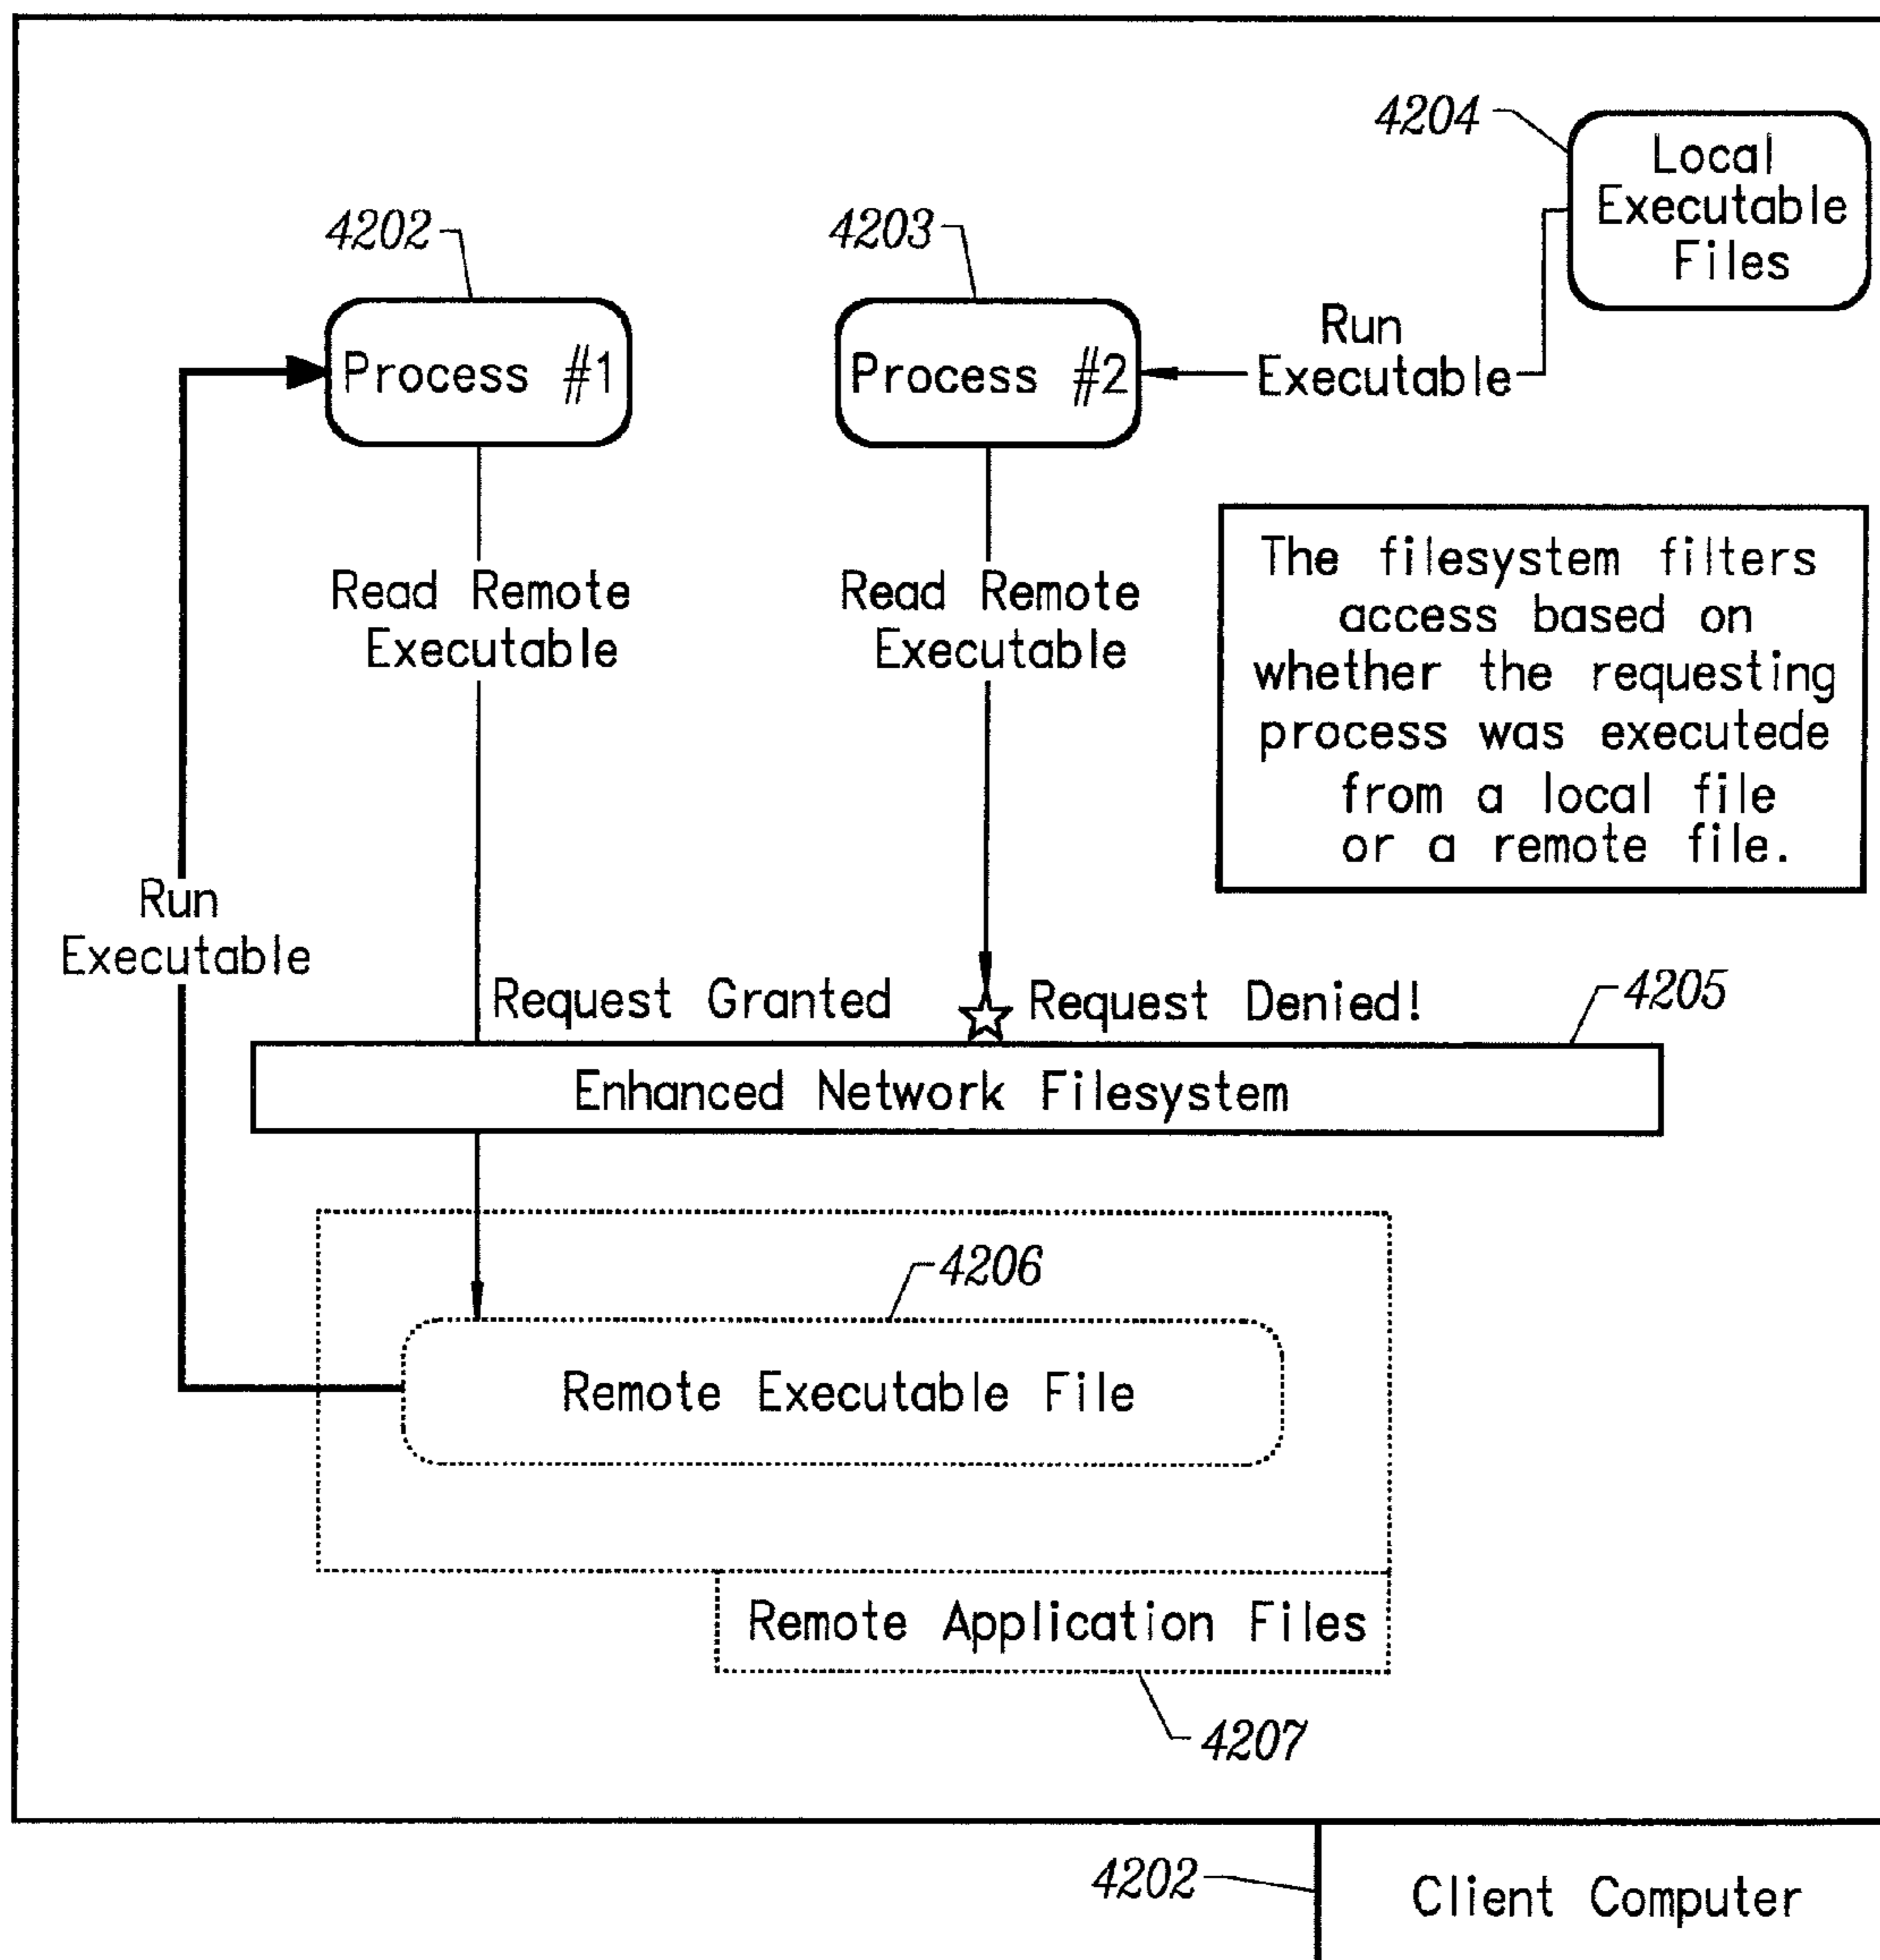 4204
Local
Executable
Files
4202
4203
Process #1
Process #2
Run
Executable
Read Remote
Executable
Read Remote
Executable
The filesystem filters
access based on
whether the requesting
process was executede
from a local file
or a remote file.
Run
Executable
Request Granted
Request Denied!
4205
Enhanced Network Filesystem
4206
Remote Executable File
Remote Application Files
4207
4202
Client Computer